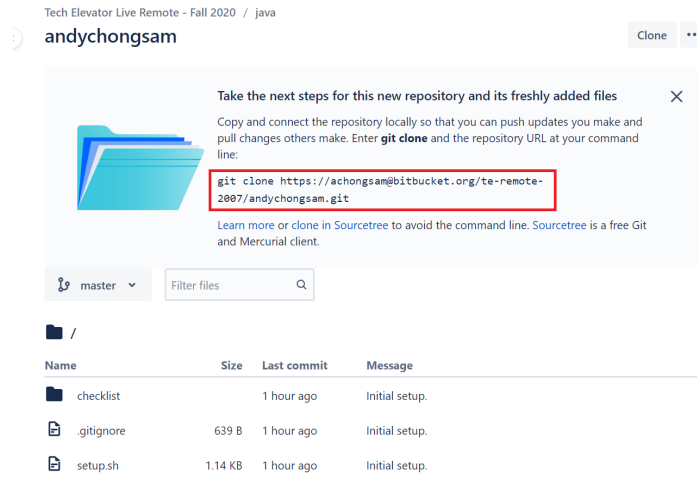 Tech Elevator Live Remote - Fall 2020 / java
andychongsam
Clone
Take the next steps for this new repository and its freshly added files
Copy and connect the repository locally so that you can push updates you make and
pull changes others make. Enter git clone and the repository URL at your command
line:
git clone https://achongsam@bitbucket.org/te-remote-
2007/andychongsam.git
Learn more or clone in Sourcetree to avoid the command line. Sourcetree is a free Git
and Mercurial client.
master
Filter files
/
Name Size Last commit Message
checklist 1 hour ago Initial setup.
.gitignore 639 B 1 hour ago Initial setup.
setup.sh 1.14 KB 1 hour ago Initial setup.